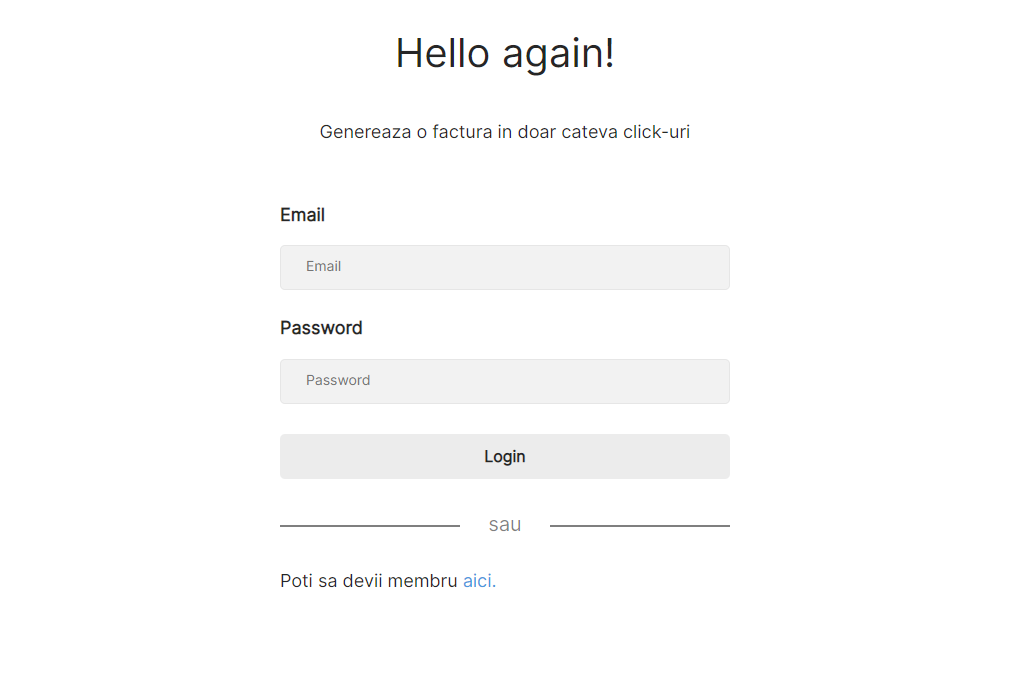 Hello again!
Genereaza o factura in doar cateva click-uri
Email
Email
Password
Password
Login
sau
Poti sa devii membru aici.